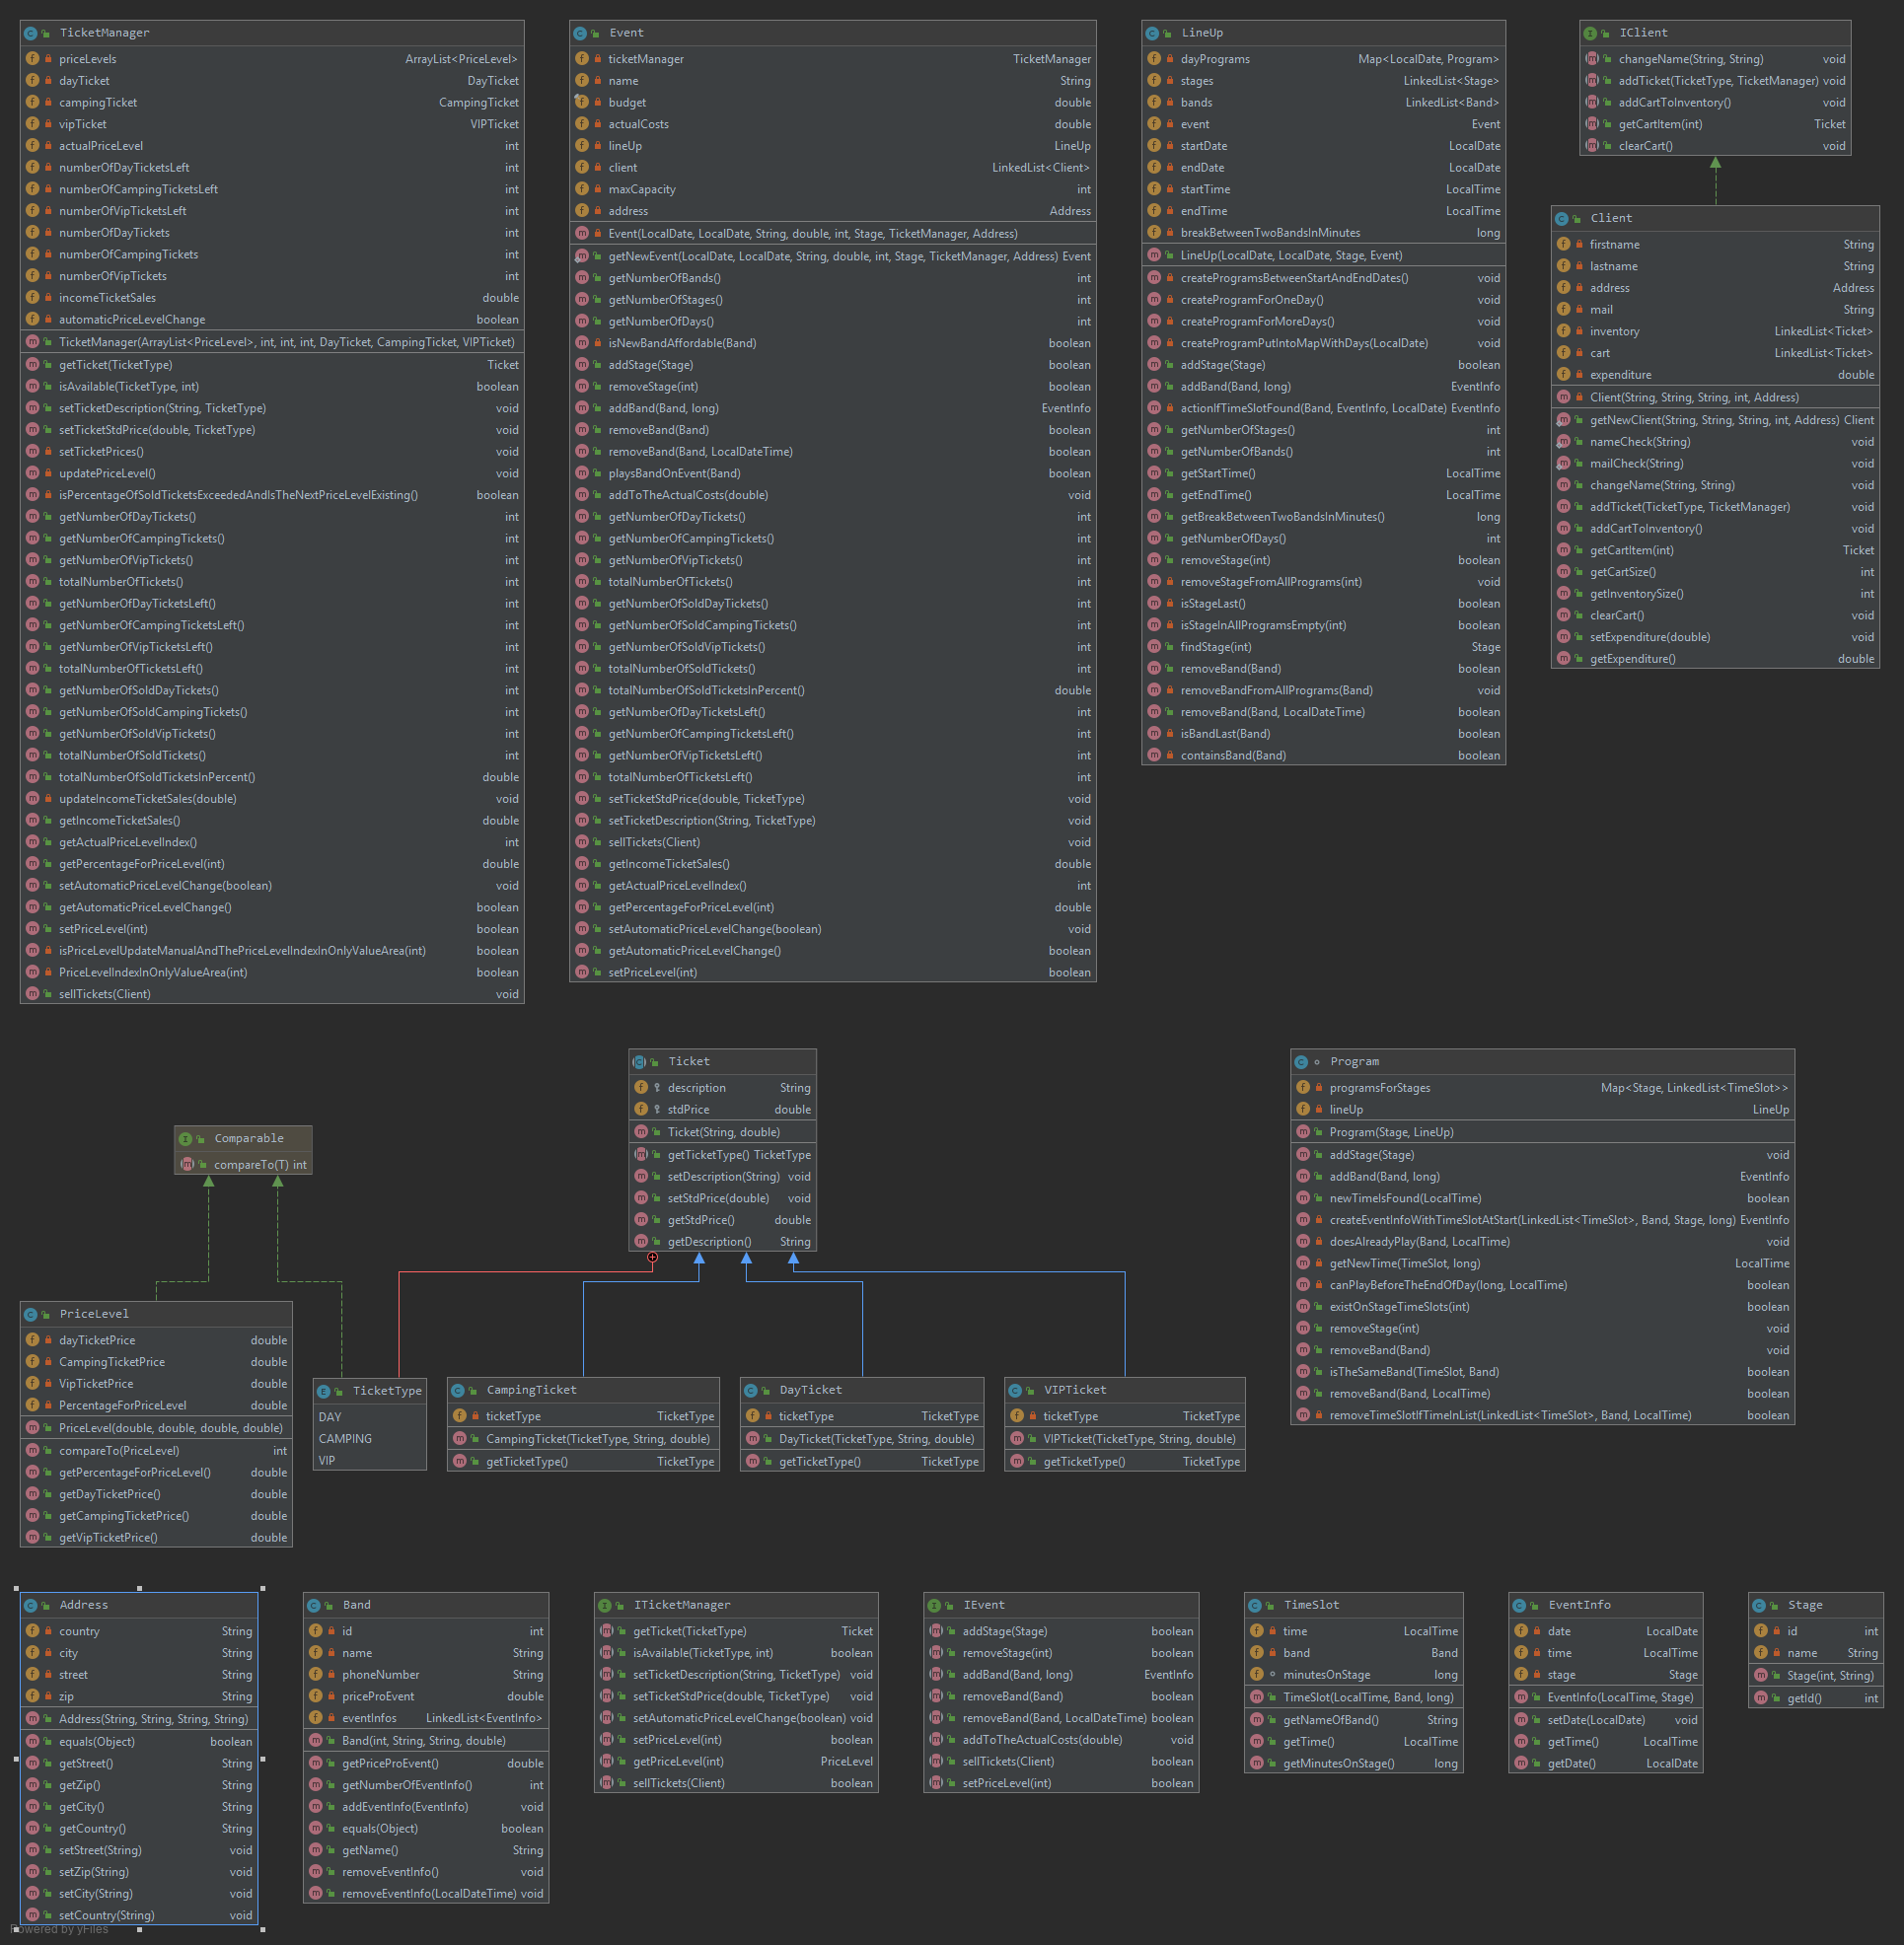 TicketManager
priceLevels ArrayList<PriceLevel>
dayTicket DayTicket
campingTicket CampingTicket
vipTicket VIPTicket
actualPriceLevel int
numberOfDayTicketsLeft int
numberOfCampingTicketsLeft int
numberOfVipTicketsLeft int
numberOfDayTickets int
numberOfCampingTickets int
numberOfVipTickets int
incomeTicketSales double
automaticPriceLevelChange boolean
TicketManager(ArrayList<PriceLevel>, int, int, int, DayTicket, CampingTicket, VIPTicket)
getTicket(TicketType) Ticket
isAvailable(TicketType, int) boolean
setTicketDescription(String, TicketType) void
setTicketStdPrice(double, TicketType) void
setTicketPrices() void
updatePriceLevel() void
isPercentageOfSoldTicketsExceededAndIsTheNextPriceLevelExisting() boolean
getNumberOfDayTickets() int
getNumberOfCampingTickets() int
getNumberOfVipTickets() int
totalNumberOfTickets() int
getNumberOfDayTicketsLeft() int
getNumberOfCampingTicketsLeft() int
getNumberOfVipTicketsLeft() int
totalNumberOfTicketsLeft() int
getNumberOfSoldDayTickets() int
getNumberOfSoldCampingTickets() int
getNumberOfSoldVipTickets() int
totalNumberOfSoldTickets() int
totalNumberOfSoldTicketsInPercent() double
updateIncomeTicketSales(double) void
getIncomeTicketSales() double
getActualPriceLevelIndex() int
getPercentageForPriceLevel(int) double
setAutomaticPriceLevelChange(boolean) void
getAutomaticPriceLevelChange() boolean
setPriceLevel(int) boolean
isPriceLevelUpdateManualAndThePriceLevelIndexInOnlyValueArea(int) boolean
PriceLevelIndexInOnlyValueArea(int) boolean
sellTickets(Client) void
Event
ticketManager TicketManager
name String
budget double
actualCosts double
lineUp LineUp
client LinkedList<Client>
maxCapacity int
address Address
Event(LocalDate, LocalDate, String, double, int, Stage, TicketManager, Address)
getNewEvent(LocalDate, LocalDate, String, double, int, Stage, TicketManager, Address) Event
getNumberOfBands() int
getNumberOfStages() int
getNumberOfDays() int
isNewBandAffordable(Band) boolean
addStage(Stage) boolean
removeStage(int) boolean
addBand(Band, long) EventInfo
removeBand(Band) boolean
removeBand(Band, LocalDateTime) boolean
playsBandOnEvent(Band) boolean
addToTheActualCosts(double) void
getNumberOfDayTickets() int
getNumberOfCampingTickets() int
getNumberOfVipTickets() int
totalNumberOfTickets() int
getNumberOfSoldDayTickets() int
getNumberOfSoldCampingTickets() int
getNumberOfSoldVipTickets() int
totalNumberOfSoldTickets() int
totalNumberOfSoldTicketsInPercent() double
getNumberOfDayTicketsLeft() int
getNumberOfCampingTicketsLeft() int
getNumberOfVipTicketsLeft() int
totalNumberOfTicketsLeft() int
setTicketStdPrice(double, TicketType) void
setTicketDescription(String, TicketType) void
sellTickets(Client) void
getIncomeTicketSales() double
getActualPriceLevelIndex() int
getPercentageForPriceLevel(int) double
setAutomaticPriceLevelChange(boolean) void
getAutomaticPriceLevelChange() boolean
setPriceLevel(int) boolean
LineUp
dayPrograms Map<LocalDate, Program>
stages LinkedList<Stage>
bands LinkedList<Band>
event Event
startDate LocalDate
endDate LocalDate
startTime LocalTime
endTime LocalTime
breakBetweenTwoBandsInMinutes long
LineUp(LocalDate, LocalDate, Stage, Event)
createProgramsBetweenStartAndEndDates() void
createProgramForOneDay() void
createProgramForMoreDays() void
createProgramPutIntoMapWithDays(LocalDate) void
addStage(Stage) boolean
addBand(Band, long) EventInfo
actionIfTimeSlotFound(Band, EventInfo, LocalDate) EventInfo
getNumberOfStages() int
getNumberOfBands() int
getStartTime() LocalTime
getEndTime() LocalTime
getBreakBetweenTwoBandsInMinutes() long
getNumberOfDays() int
removeStage(int) boolean
removeStageFromAllPrograms(int) void
isStageLast() boolean
isStageInAllProgramsEmpty(int) boolean
findStage(int) Stage
removeBand(Band) boolean
removeBandFromAllPrograms(Band) void
removeBand(Band, LocalDateTime) boolean
isBandLast(Band) boolean
containsBand(Band) boolean
IClient
changeName(String, String) void
addTicket(TicketType, TicketManager) void
addCartToInventory() void
getCartItem(int) Ticket
clearCart() void
Client
firstname String
lastname String
address Address
mail String
inventory LinkedList<Ticket>
cart LinkedList<Ticket>
expenditure double
Client(String, String, String, int, Address)
getNewClient(String, String, String, int, Address) Client
nameCheck(String) void
mailCheck(String) void
changeName(String, String) void
addTicket(TicketType, TicketManager) void
addCartToInventory() void
getCartItem(int) Ticket
getCartSize() int
getInventorySize() int
clearCart() void
setExpenditure(double) void
getExpenditure() double
Comparable
compareTo(T) int
Ticket
description String
stdPrice double
Ticket(String, double)
getTicketType() TicketType
setDescription(String) void
setStdPrice(double) void
getStdPrice() double
getDescription() String
Program
programsForStages Map<Stage, LinkedList<TimeSlot>>
lineUp LineUp
Program(Stage, LineUp)
addStage(Stage) void
addBand(Band, long) EventInfo
newTimeIsFound(LocalTime) boolean
createEventInfoWithTimeSlotAtStart(LinkedList<TimeSlot>, Band, Stage, long) EventInfo
doesAlreadyPlay(Band, LocalTime) void
getNewTime(TimeSlot, long) LocalTime
canPlayBeforeTheEndOfDay(long, LocalTime) boolean
existOnStageTimeSlots(int) boolean
removeStage(int) void
removeBand(Band) void
isTheSameBand(TimeSlot, Band) boolean
removeBand(Band, LocalTime) boolean
removeTimeSlotIfTimeInList(LinkedList<TimeSlot>, Band, LocalTime) boolean
PriceLevel
dayTicketPrice double
CampingTicketPrice double
VipTicketPrice double
PercentageForPriceLevel double
PriceLevel(double, double, double, double)
compareTo(PriceLevel) int
getPercentageForPriceLevel() double
getDayTicketPrice() double
getCampingTicketPrice() double
getVipTicketPrice() double
TicketType
DAY
CAMPING
VIP
CampingTicket
ticketType TicketType
CampingTicket(TicketType, String, double)
getTicketType() TicketType
DayTicket
ticketType TicketType
DayTicket(TicketType, String, double)
getTicketType() TicketType
VIPTicket
ticketType TicketType
VIPTicket(TicketType, String, double)
getTicketType() TicketType
Address
country String
city String
street String
zip String
Address(String, String, String, String)
equals(Object) boolean
getStreet() String
getZip() String
getCity() String
getCountry() String
setStreet(String) void
setZip(String) void
setCity(String) void
setCountry(String) void
Powered by yFiles
Band
id int
name String
phoneNumber String
priceProEvent double
eventInfos LinkedList<EventInfo>
Band(int, String, String, double)
getPriceProEvent() double
getNumberOfEventInfo() int
addEventInfo(EventInfo) void
equals(Object) boolean
getName() String
removeEventInfo() void
removeEventInfo(LocalDateTime) void
ITicketManager
getTicket(TicketType) Ticket
isAvailable(TicketType, int) boolean
setTicketDescription(String, TicketType) void
setTicketStdPrice(double, TicketType) void
setAutomaticPriceLevelChange(boolean) void
setPriceLevel(int) boolean
getPriceLevel(int) PriceLevel
sellTickets(Client) boolean
IEvent
addStage(Stage) boolean
removeStage(int) boolean
addBand(Band, long) EventInfo
removeBand(Band) boolean
removeBand(Band, LocalDateTime) boolean
addToTheActualCosts(double) void
sellTickets(Client) boolean
setPriceLevel(int) boolean
TimeSlot
time LocalTime
band Band
minutesOnStage long
TimeSlot(LocalTime, Band, long)
getNameOfBand() String
getTime() LocalTime
getMinutesOnStage() long
EventInfo
date LocalDate
time LocalTime
stage Stage
EventInfo(LocalTime, Stage)
setDate(LocalDate) void
getTime() LocalTime
getDate() LocalDate
Stage
id int
name String
Stage(int, String)
getId() int